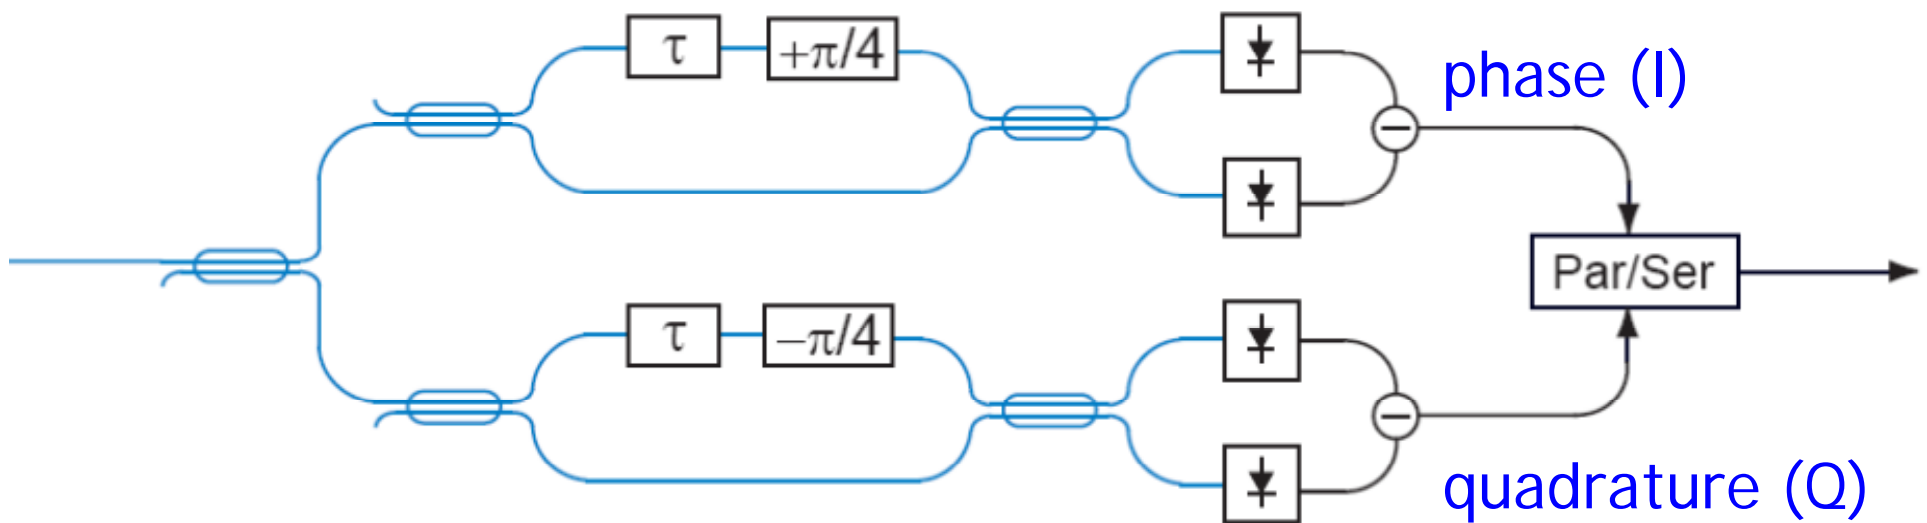 τ
+π/4
phase (I)
Par/Ser
τ
−π/4
quadrature (Q)